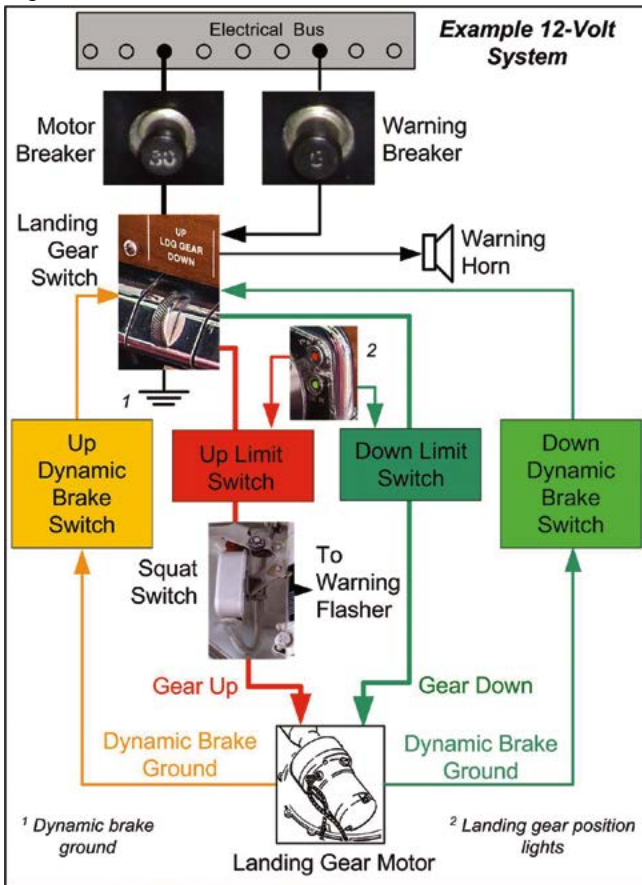 Electrical Bus
Example 12-Volt
System
Motor
Breaker
30
Warning
Breaker
Landing
Gear
Switch
UP
LDG GEAR
DOWN
Warning
Horn
1
2
Up
Dynamic
Brake
Switch
Up Limit
Switch
Down Limit
Switch
Down
Dynamic
Brake
Switch
Squat
Switch
To
Warning
Flasher
Gear Up
Gear Down
Dynamic Brake
Ground
Dynamic Brake
Ground
1 Dynamic brake
ground
2 Landing gear position
lights
Landing Gear Motor